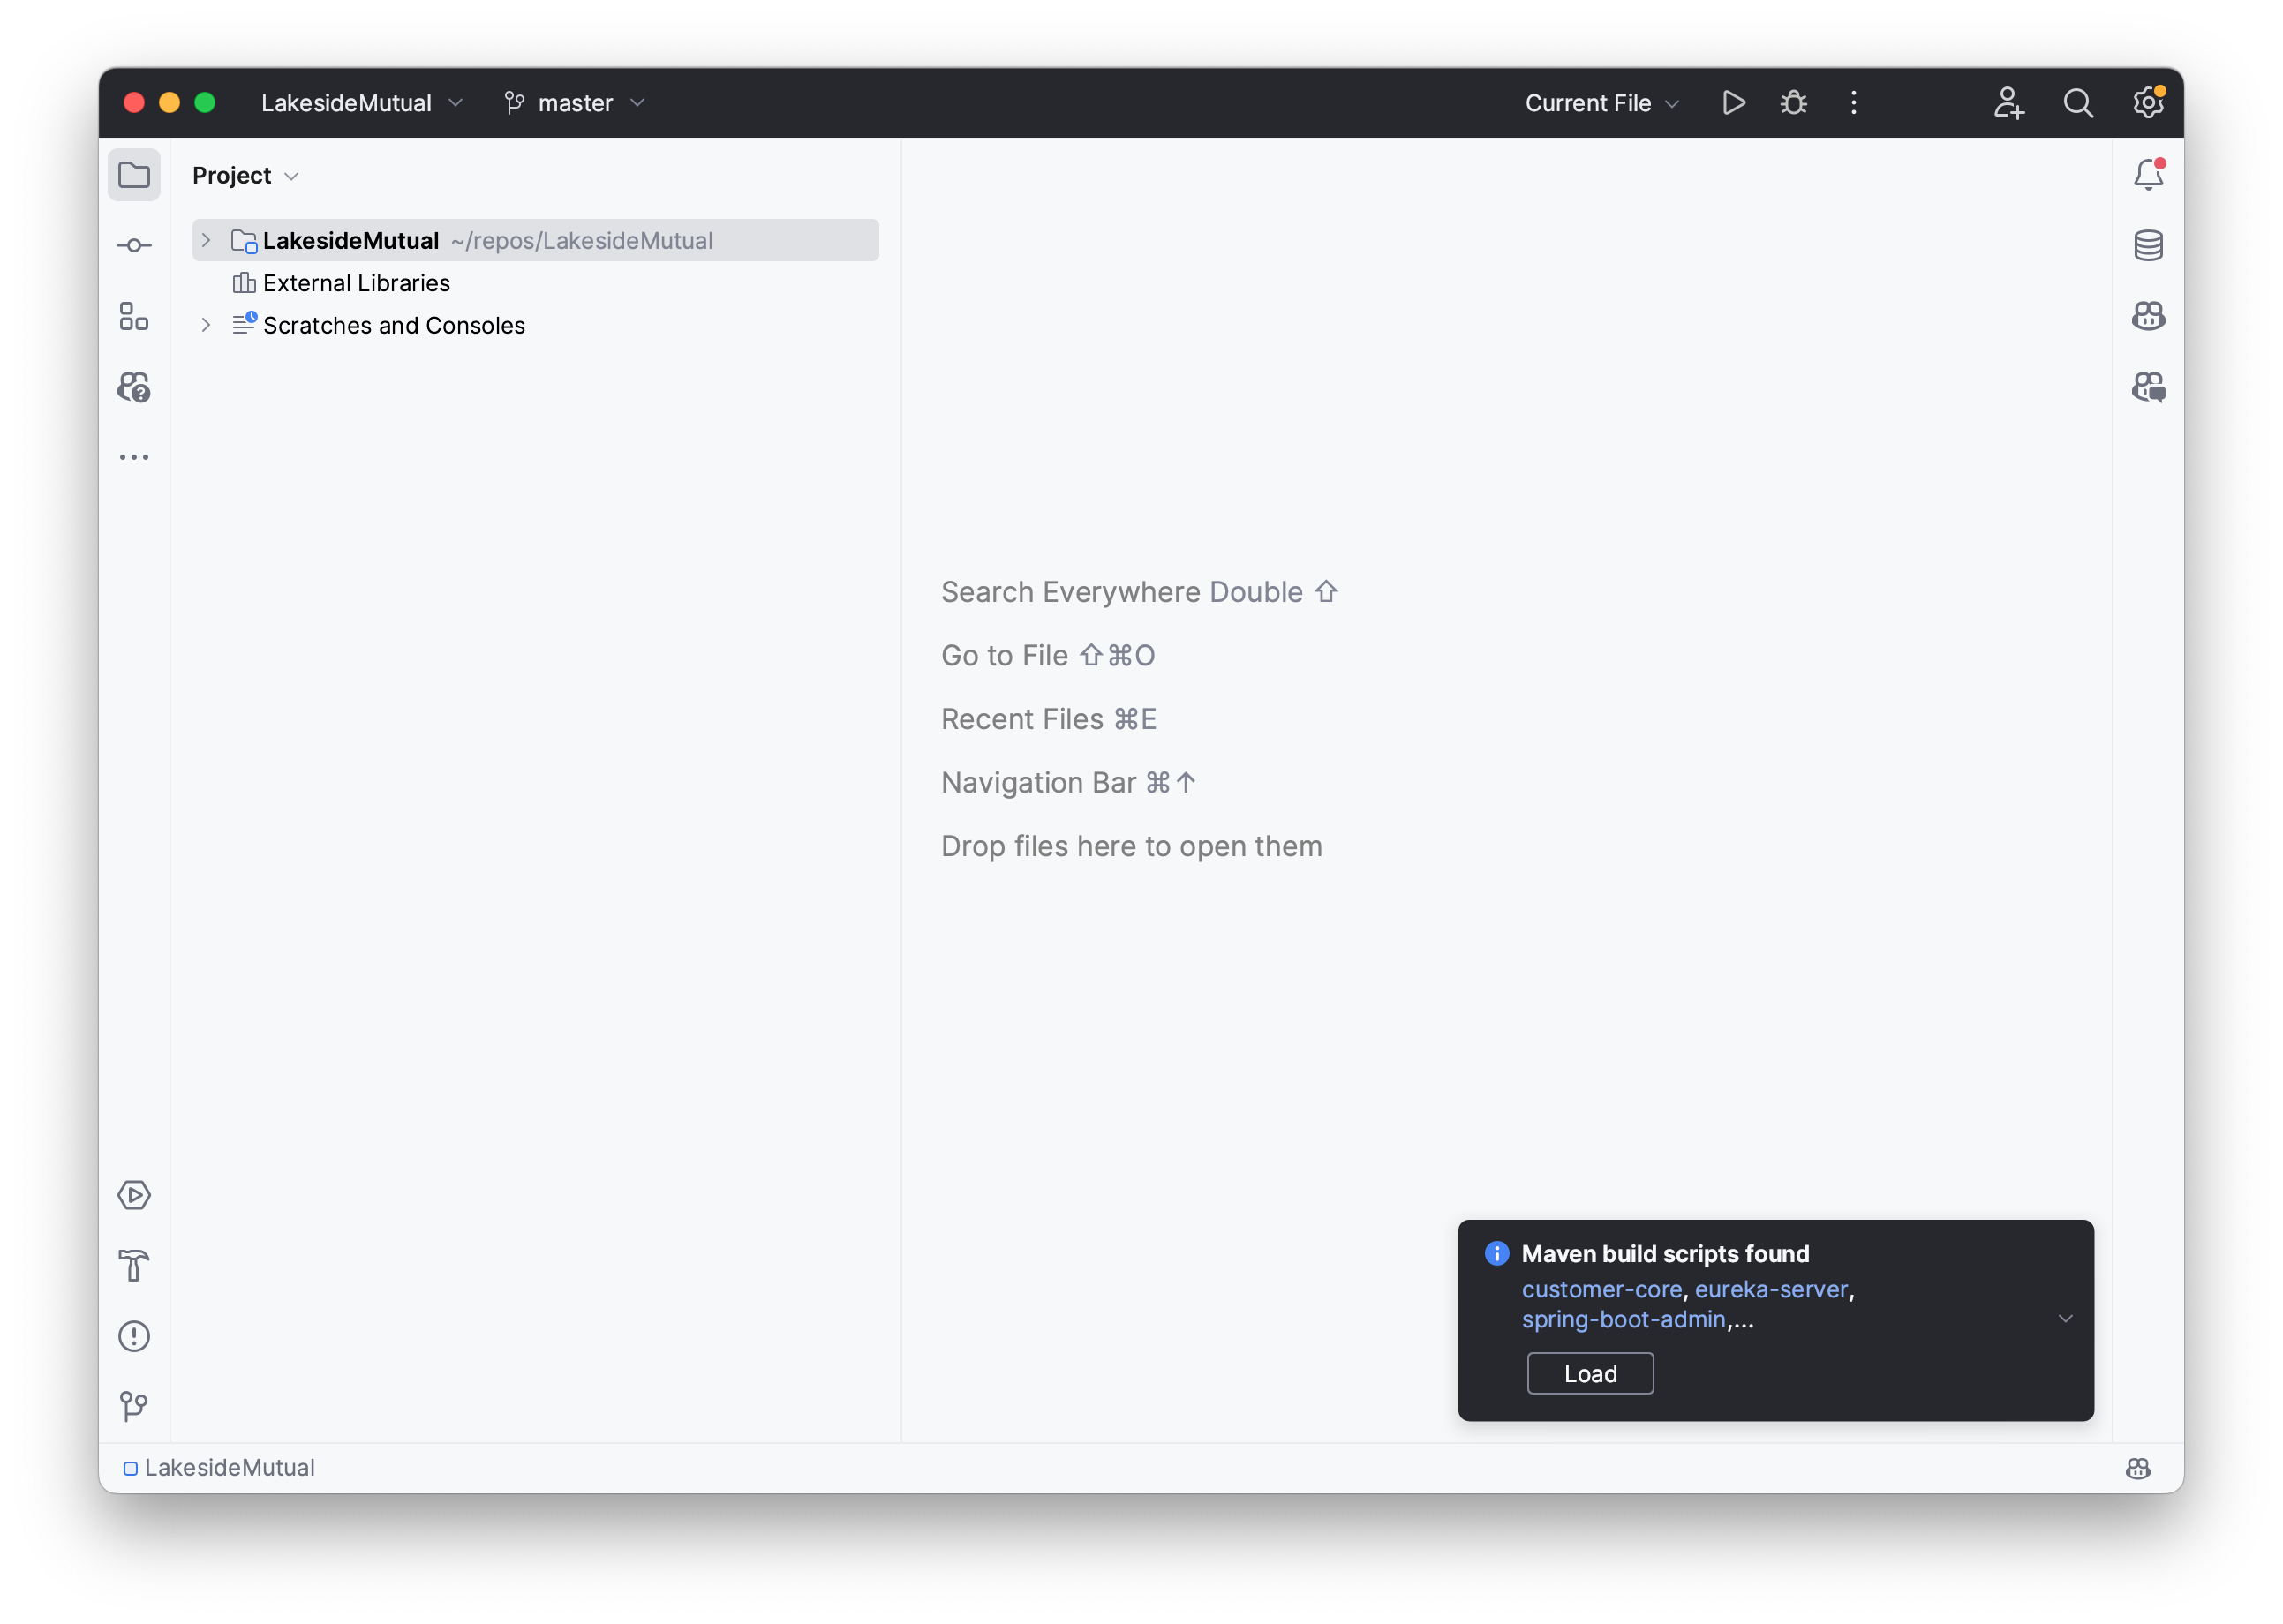 LakesideMutual
master
Current File
Project
LakesideMutual ~/repos/LakesideMutual
External Libraries
Scratches and Consoles
Search Everywhere Double ⇧
Go to File ⇧⌘O
Recent Files ⌘E
Navigation Bar ⌘↑
Drop files here to open them
Maven build scripts found
customer-core, eureka-server,
spring-boot-admin,...
Load
LakesideMutual